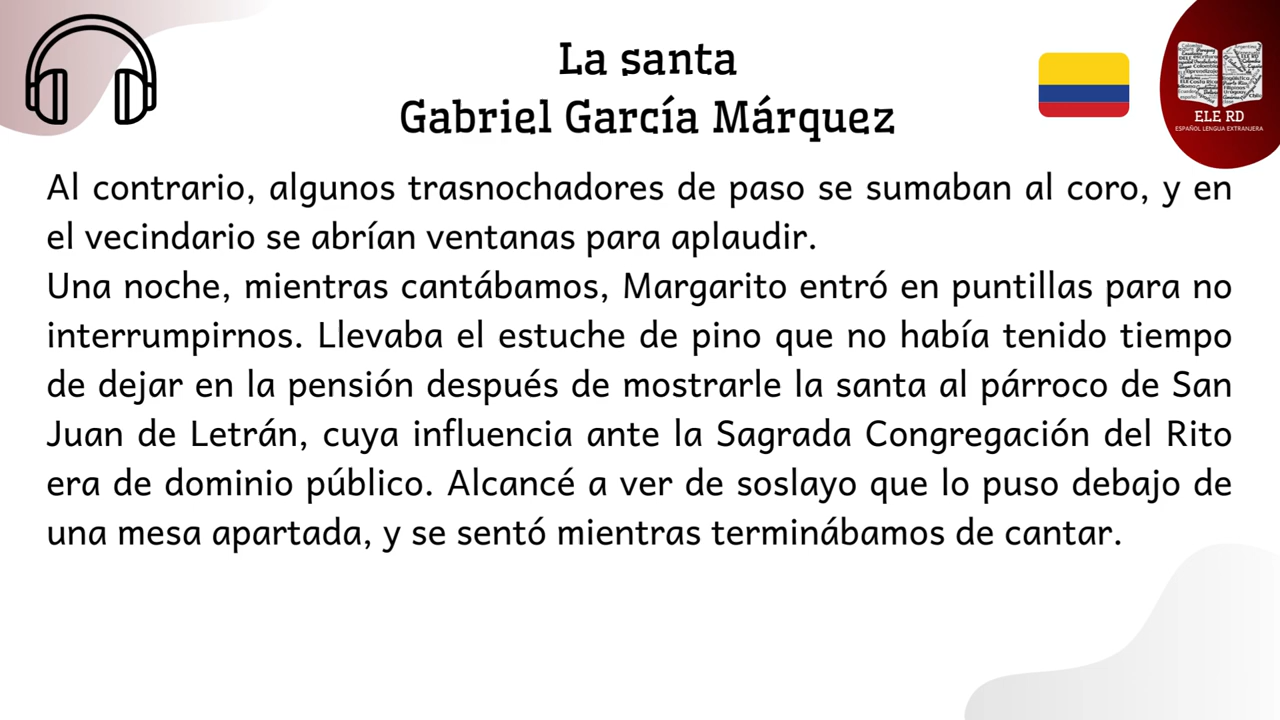 La santa
Gabriel García Márquez
ELE RD
ESPAÑOL LENGUA EXTRANJERA
Al contrario, algunos trasnochadores de paso se sumaban al coro, y en
el vecindario se abrían ventanas para aplaudir.
Una noche, mientras cantábamos, Margarito entró en puntillas para no
interrumpirnos. Llevaba el estuche de pino que no había tenido tiempo
de dejar en la pensión después de mostrarle la santa al párroco de San
Juan de Letrán, cuya influencia ante la Sagrada Congregación del Rito
era de dominio público. Alcancé a ver de soslayo que lo puso debajo de
una mesa apartada, y se sentó mientras terminábamos de cantar.